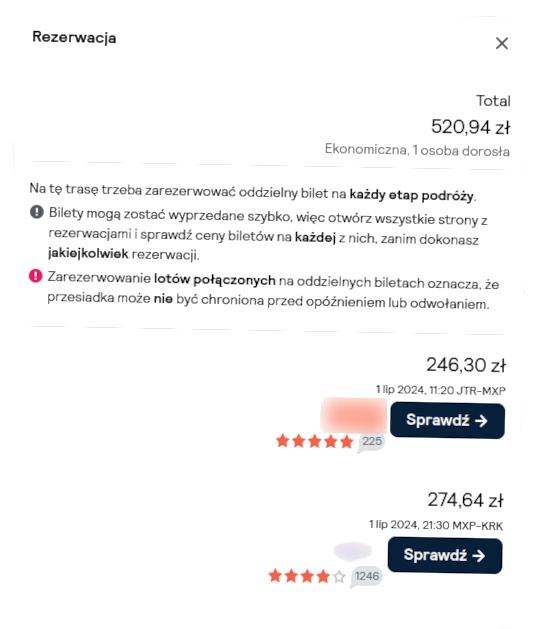 Rezerwacja
Total
520,94 zł
Ekonomiczna, 1 osoba dorosła
Na tę trasę trzeba zarezerwować oddzielny bilet na każdy etap podróży.
Bilety mogą zostać wyprzedane szybko, więc otwórz wszystkie strony z
rezerwacjami i sprawdź ceny biletów na każdej z nich, zanim dokonasz
jakiejkolwiek rezerwacji.
Zarezerwowanie lotów połączonych na oddzielnych biletach oznacza, że
przesiadka może nie być chroniona przed opóźnieniem lub odwołaniem.
246,30 zł
1 lip 2024, 11:20 JTR-MXP
Sprawdź →
225
274,64 zł
1 lip 2024, 21:30 MXP-KRK
Sprawdź →
1246